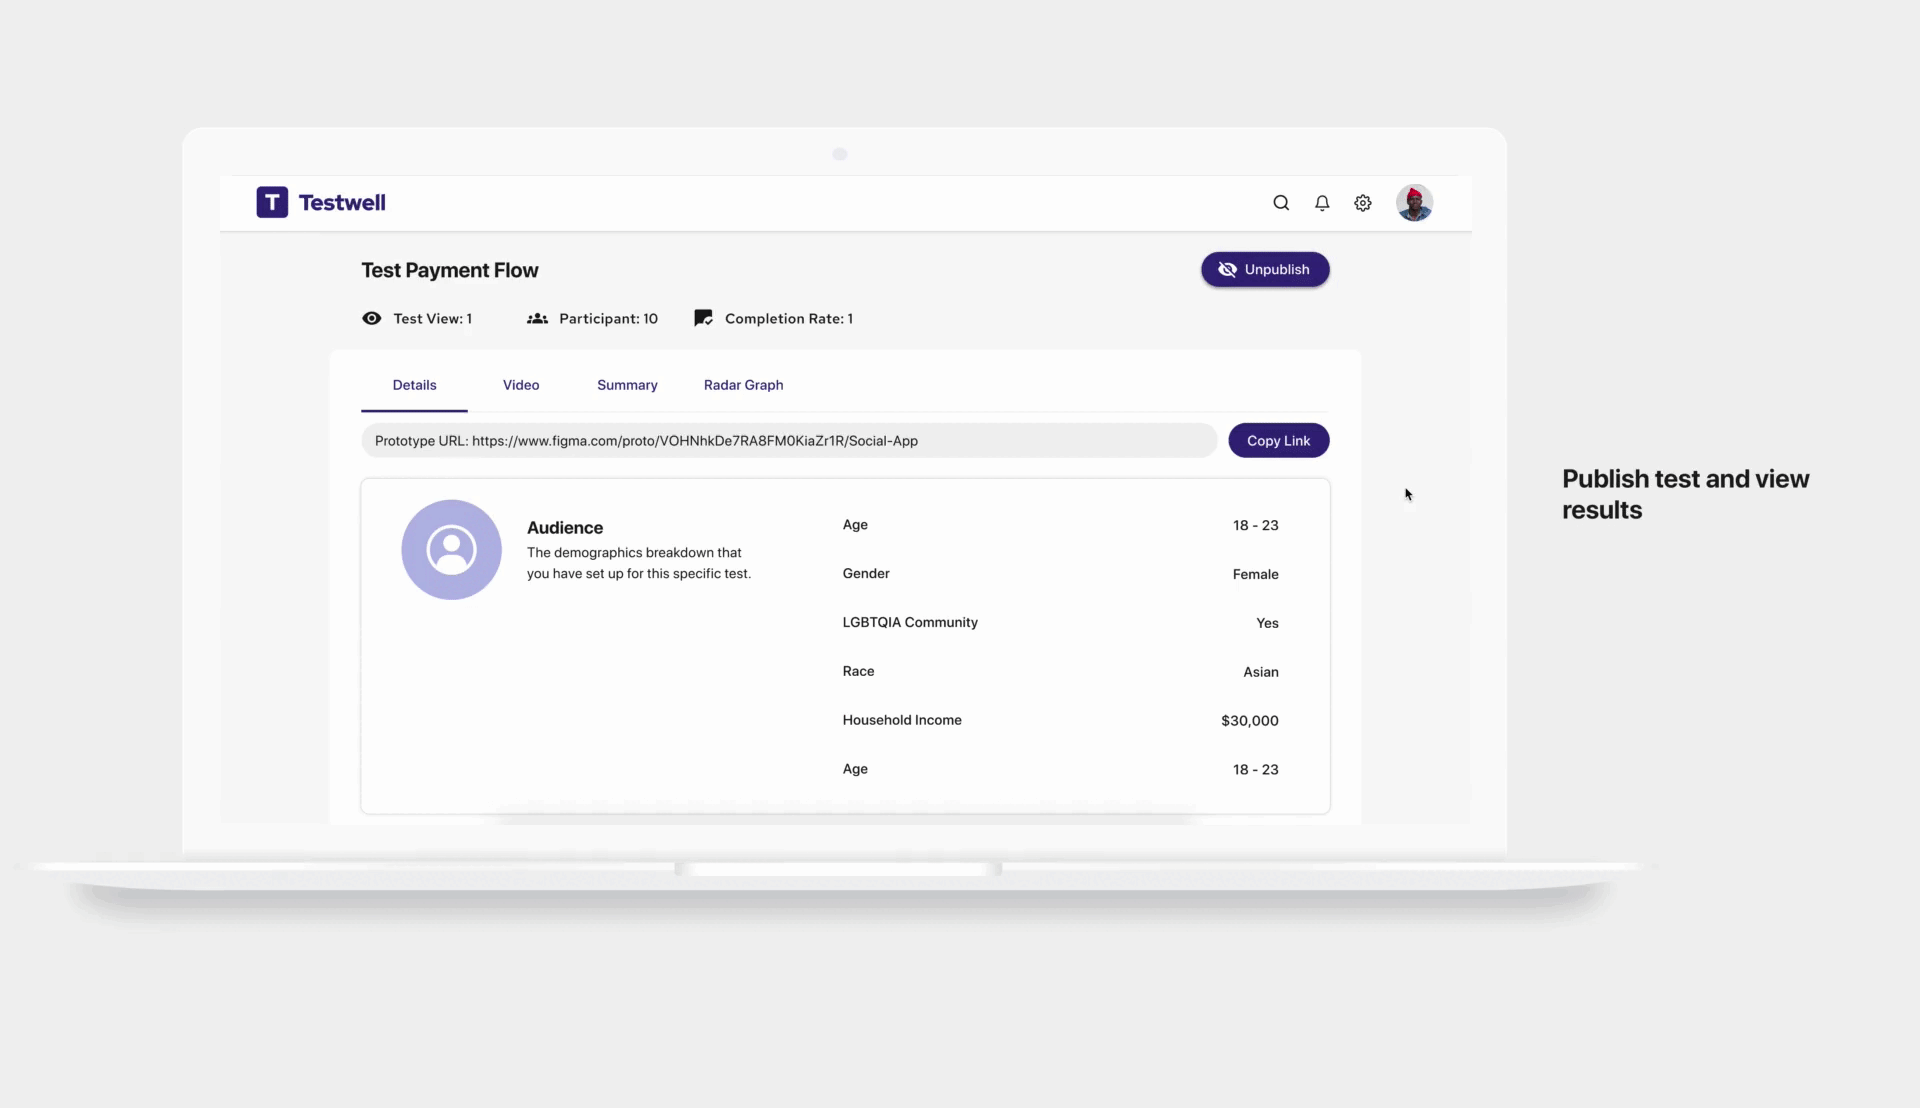 T Testwell
Test Payment Flow
Unpublish
Test View: 1
Participant: 10
Completion Rate: 1
Details
Video
Summary
Radar Graph
Prototype URL: https://www.figma.com/proto/VOHNhkDe7RA8FM0KiaZr1R/Social-App
Copy Link
Audience
The demographics breakdown that
you have set up for this specific test.
Age 18 - 23
Gender Female
LGBTQIA Community Yes
Race Asian
Household Income $30,000
Age 18 - 23
Publish test and view
results